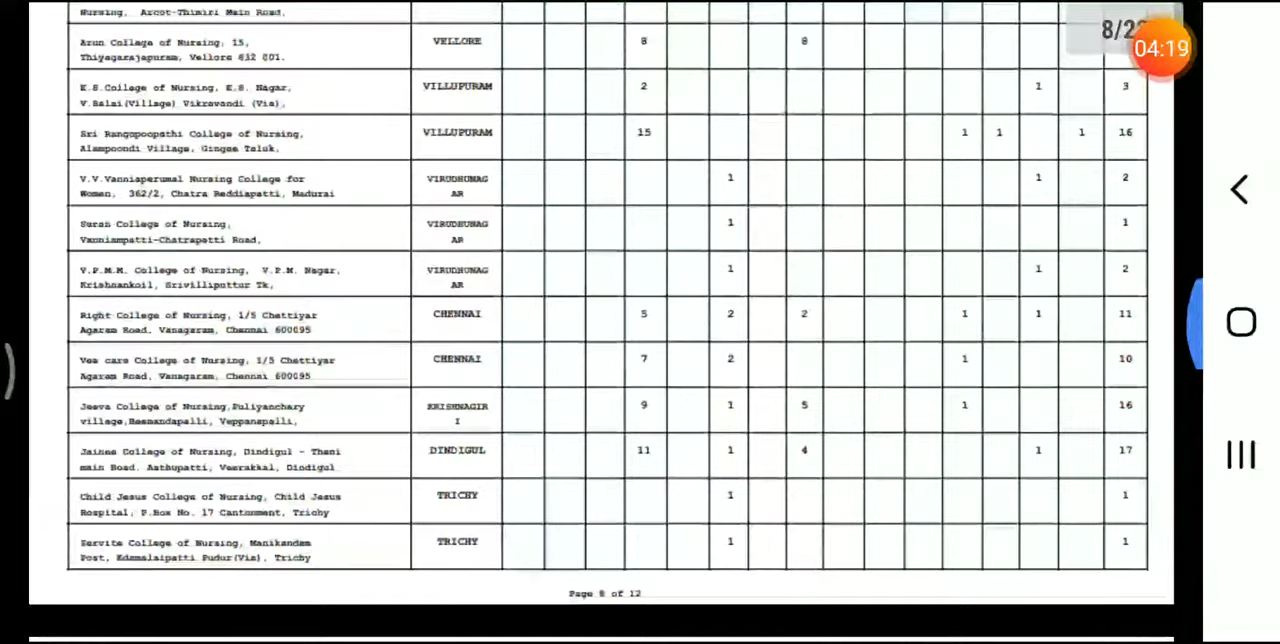 Nursing, Arcot-Thimiri Main Road,
8/2
04:19
Arun College of Nursing, 15, VELLORE 8 8
Thiyagarajapuram, Vellore 632 001.
E.S.College of Nursing, E.S. Nagar, VILLUPURAM 2 1 3
V.Salai(Village) Vikravandi (Via),
Sri Rangapoopathi College of Nursing, VILLUPURAM 15 1 1 1 16
Alampoondi Village, Gingee Taluk,
V.V.Vanniaperumal Nursing College for VIRUDHUNAG 1 1 2
Women, 362/2, Chatra Reddiapatti, Madurai AR
College of Nursing, VIRUDHUNAG 1 1
Vanniampatti-Chatrapatti Road, AR
V.P.M.M. College of Nursing, V.P.M. Nagar, VIRUDHUNAG 1 1 2
Krishnankoil, Srivilliputtur Tk, AR
Right College of Nursing, 1/5 Chettiyar CHENNAI 5 2 2 1 1 11
Agaram Road, Vanagaram, Chennai 600095
Vee care College of Nursing, 1/5 Chettiyar CHENNAI 7 2 1 10
Agaram Road, Vanagaram, Chennai 600095
Jeeva College of Nursing,Puliyanchary KRISHNAGIR 9 1 5 1 16
village, Veppanapalli, I
Jainee College of Nursing, Dindigul - Theni DINDIGUL 11 1 4 1 17
main Road. Aathupatti, Veerakkal, Dindigul
Child Jesus College of Nursing, Child Jesus TRICHY 1 1
Hospital, P.Box No. 17 Cantonment, Trichy
Servite College of Nursing, Manikandam TRICHY 1 1
Post, Edamalaipatti Pudur(Via), Trichy
Page 8 of 12